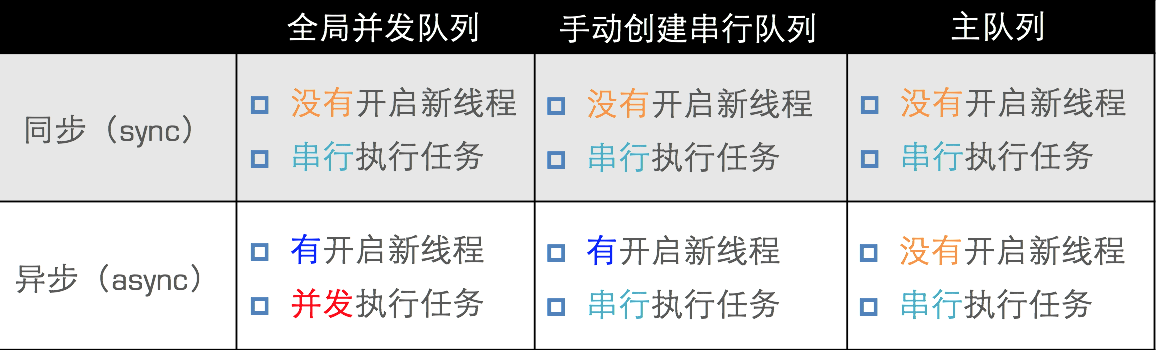 全局并发队列 手动创建串行队列 主队列
同步（sync） 没有开启新线程 没有开启新线程 没有开启新线程
串行执行任务 串行执行任务 串行执行任务
异步（async） 有开启新线程 有开启新线程 没有开启新线程
并发执行任务 串行执行任务 串行执行任务